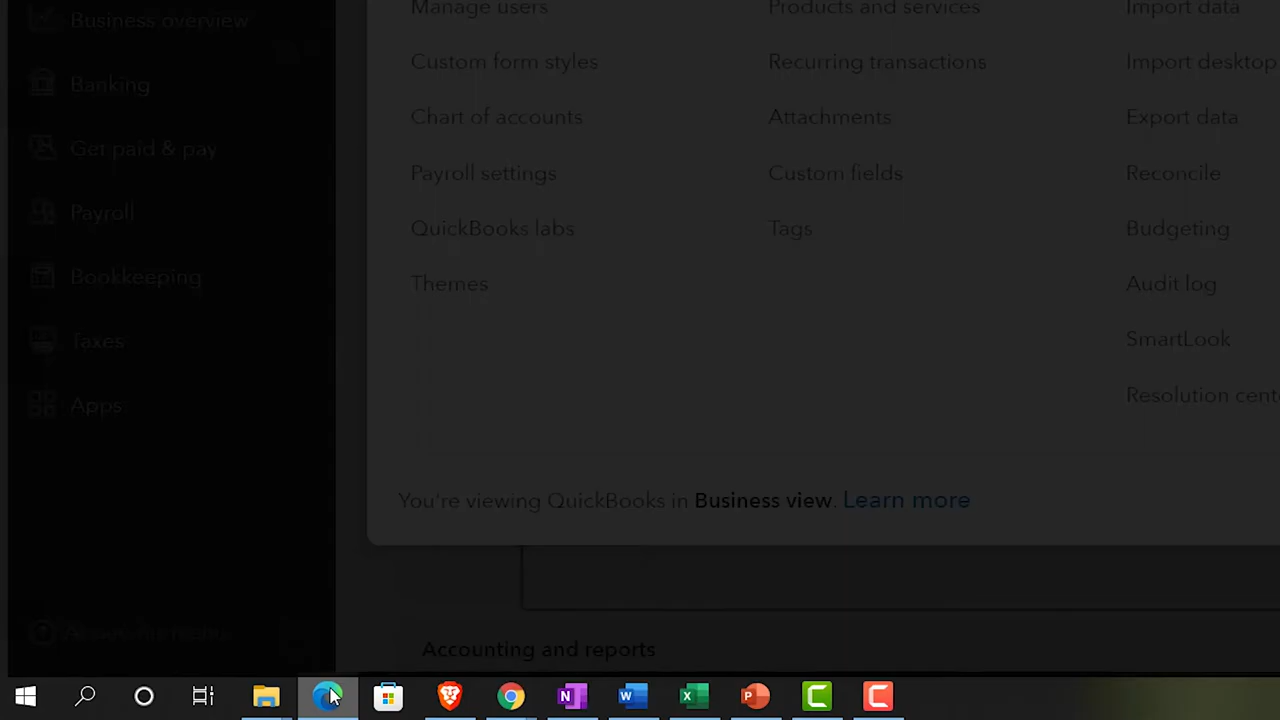 Business overview
Banking
Get paid & pay
Payroll
Bookkeeping
Taxes
Apps
Manage users
Custom form styles
Chart of accounts
Payroll settings
QuickBooks labs
Themes
Products and services
Recurring transactions
Attachments
Custom fields
Tags
Import data
Import desktop
Export data
Reconcile
Budgeting
Audit log
SmartLook
Resolution cent
You're viewing QuickBooks in Business view. Learn more
Accounting and reports
N
W
X
P
C
C